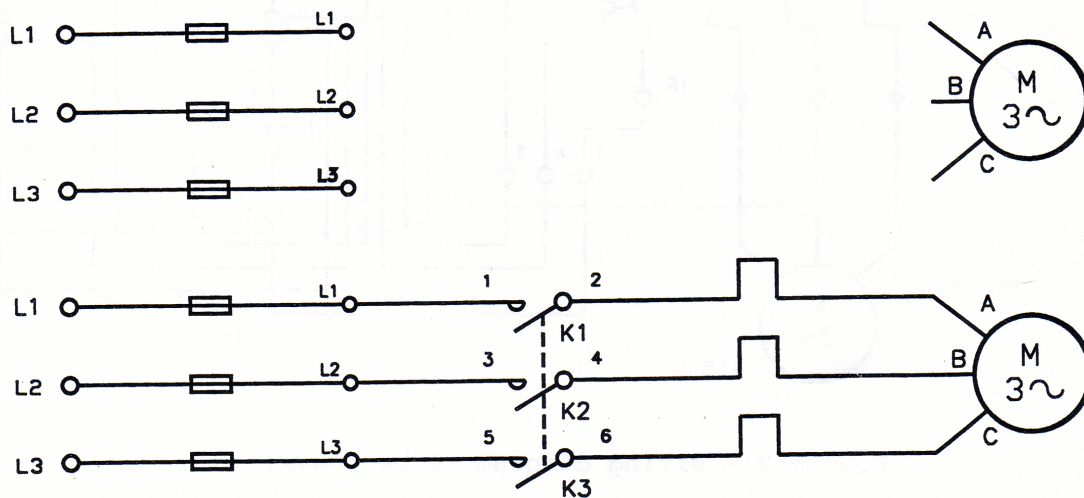 L1 L1 A
M
L2 L2 B
3~
L3 L3 C
L1 L1 1 2 A
K1
L2 L2 3 4 B M
K2 3~
L3 L3 5 6 C
K3